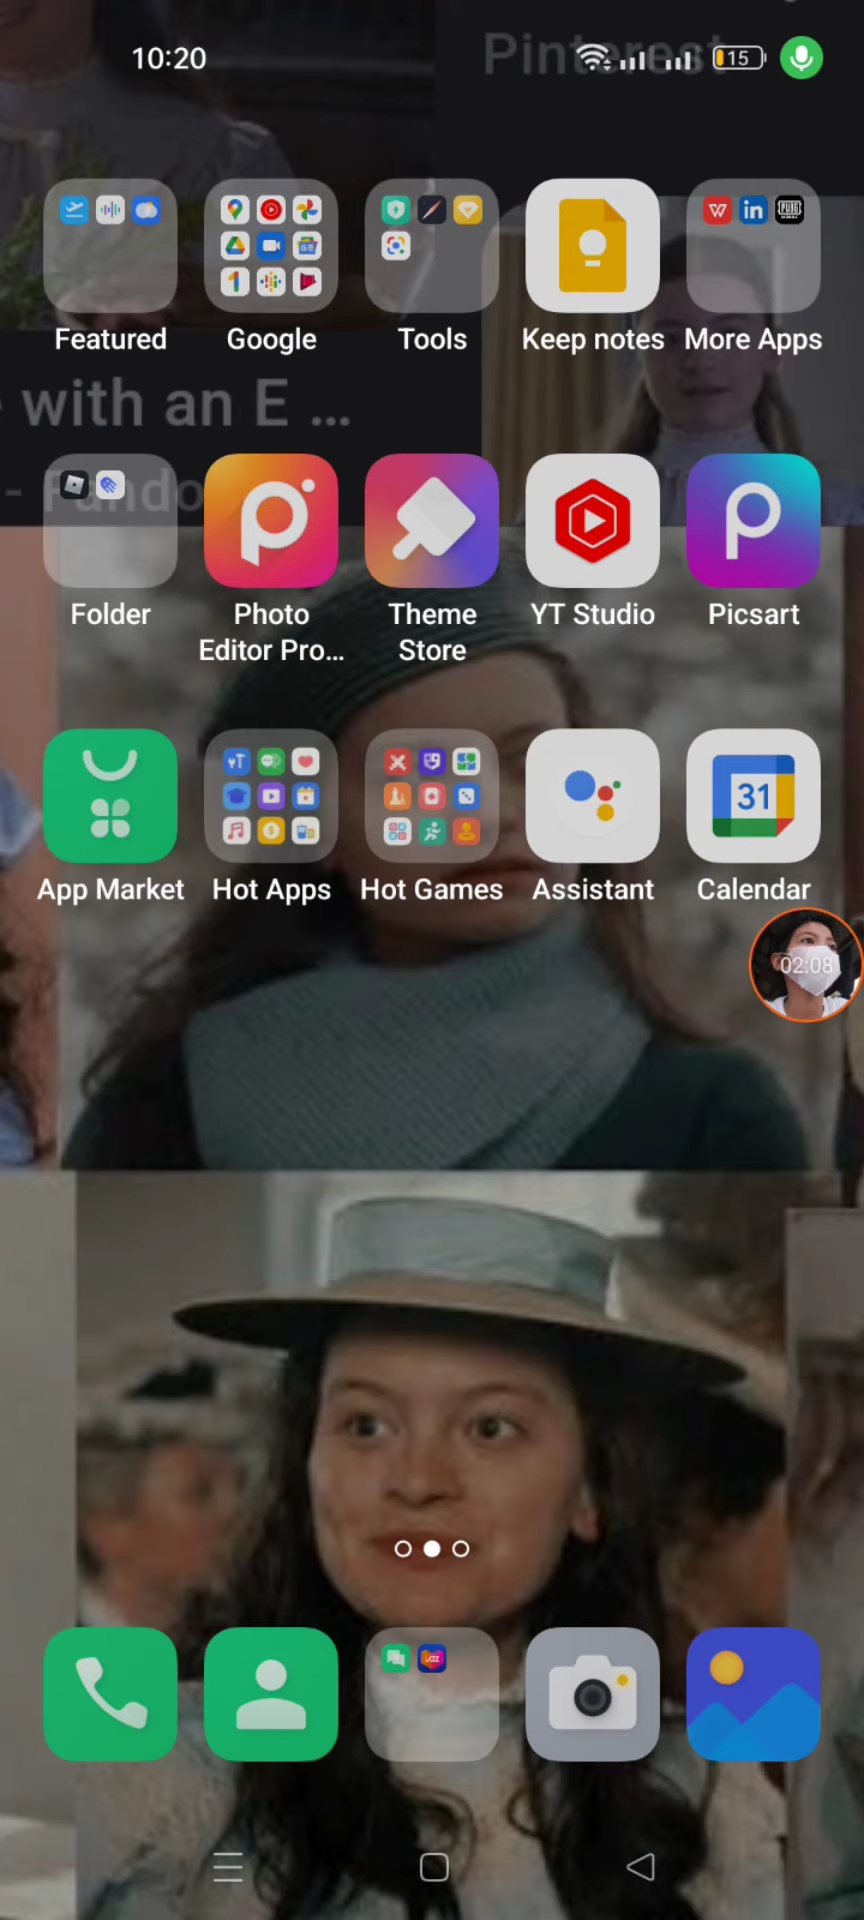 10:20
Pinterest
15
Featured
Google
Tools
Keep notes
More Apps
with an E ...
Folder
Photo
Editor Pro...
Theme
Store
YT Studio
Picsart
31
App Market
Hot Apps
Hot Games
Assistant
Calendar
02:08